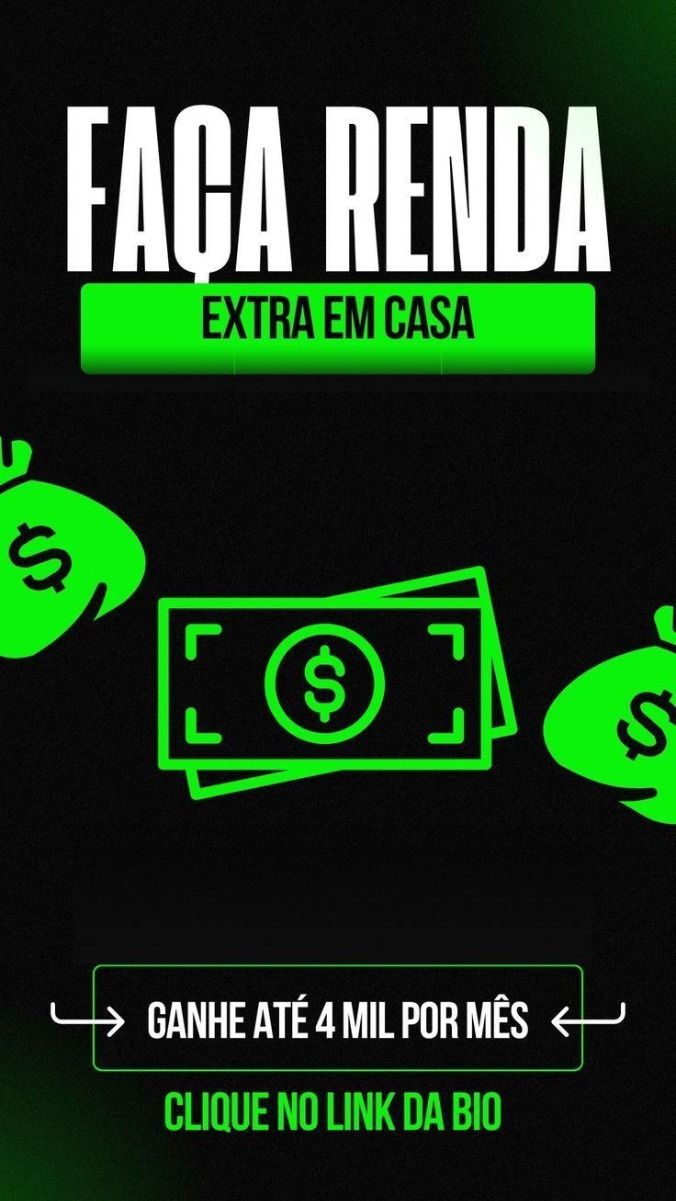 FAÇA RENDA
EXTRA EM CASA
$
$
$
GANHE ATÉ 4 MIL POR MÊS
CLIQUE NO LINK DA BIO